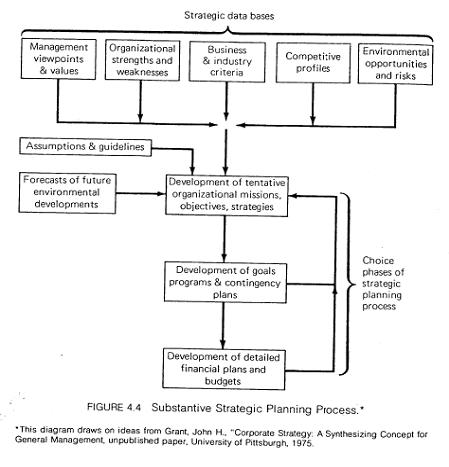 Strategic data bases
Management
viewpoints
& values
Organizational
strengths and
weaknesses
Business
& industry
criteria
Competitive
profiles
Environmental
opportunities
and risks
Assumptions & guidelines
Forecasts of future
environmental
developments
Development of tentative
organizational missions,
objectives, strategies
Choice
phases of
strategic
planning
process
Development of goals
programs & contingency
plans
Development of detailed
financial plans and
budgets
FIGURE 4.4 Substantive Strategic Planning Process.*
*This diagram draws on ideas from Grant, John H., "Corporate Strategy: A Synthesizing Concept for
General Management, unpublished paper, University of Pittsburgh, 1975.